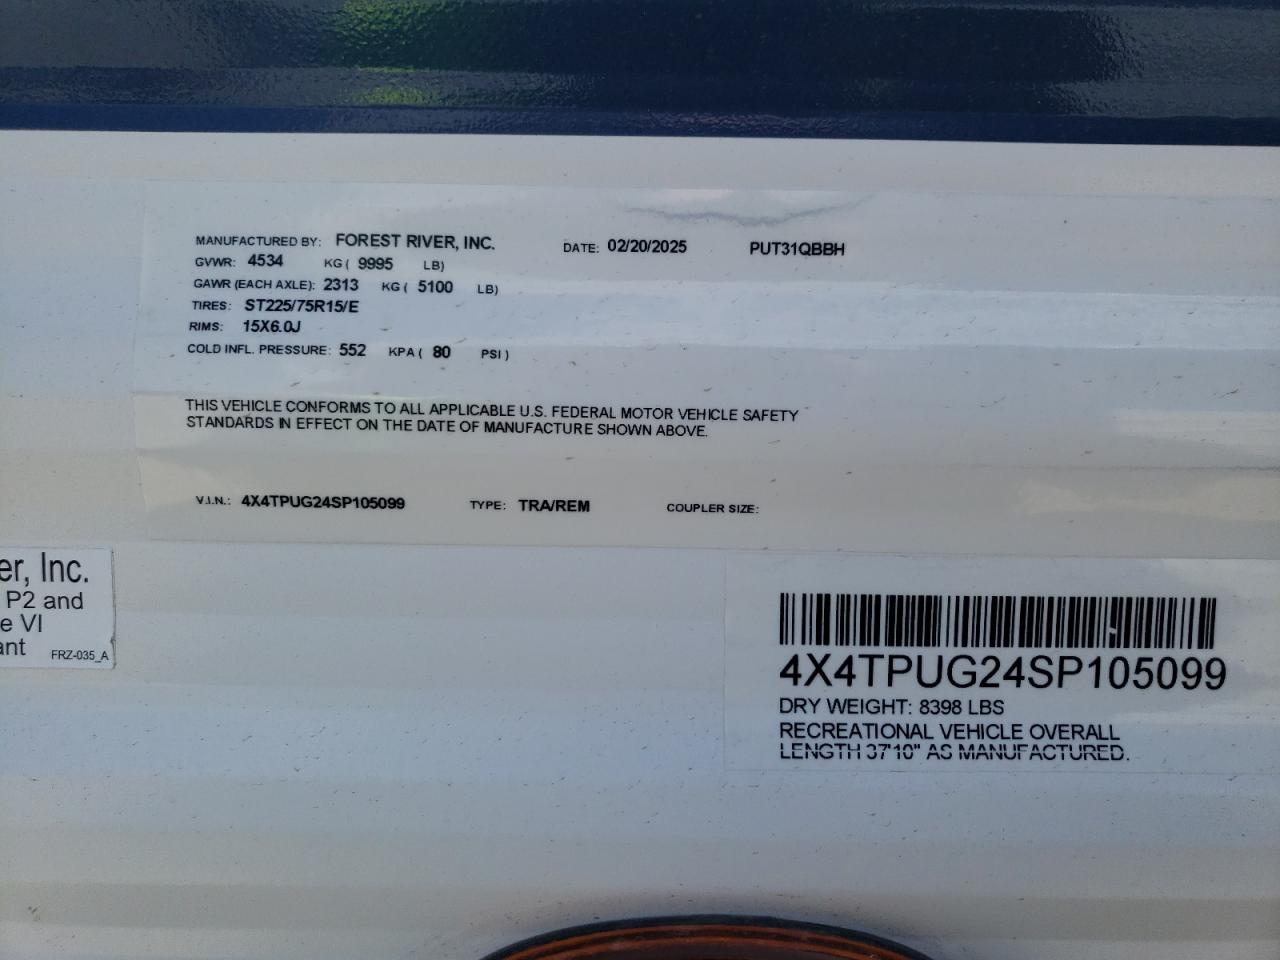 MANUFACTURED BY: FOREST RIVER, INC. DATE: 02/20/2025 PUT31QBBH
GVWR: 4534 KG ( 9995 LB)
GAWR (EACH AXLE): 2313 KG ( 5100 LB)
TIRES: ST225/75R15/E
RIMS: 15X6.0J
COLD INFL. PRESSURE: 552 KPA ( 80 PSI )
THIS VEHICLE CONFORMS TO ALL APPLICABLE U.S. FEDERAL MOTOR VEHICLE SAFETY
STANDARDS IN EFFECT ON THE DATE OF MANUFACTURE SHOWN ABOVE.
V.I.N.: 4X4TPUG24SP105099 TYPE: TRA/REM COUPLER SIZE:
er, Inc.
P2 and
e VI
ant FRZ-035_A
4X4TPUG24SP105099
DRY WEIGHT: 8398 LBS
RECREATIONAL VEHICLE OVERALL
LENGTH 37'10" AS MANUFACTURED.